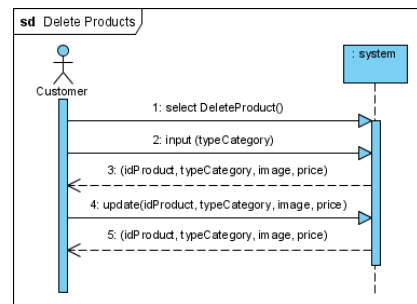 sd Delete Products
: system
Customer
1: select DeleteProduct()
2: input (typeCategory)
3: (idProduct, typeCategory, image, price)
4: update(idProduct, typeCategory, image, price)
5: (idProduct, typeCategory, image, price)